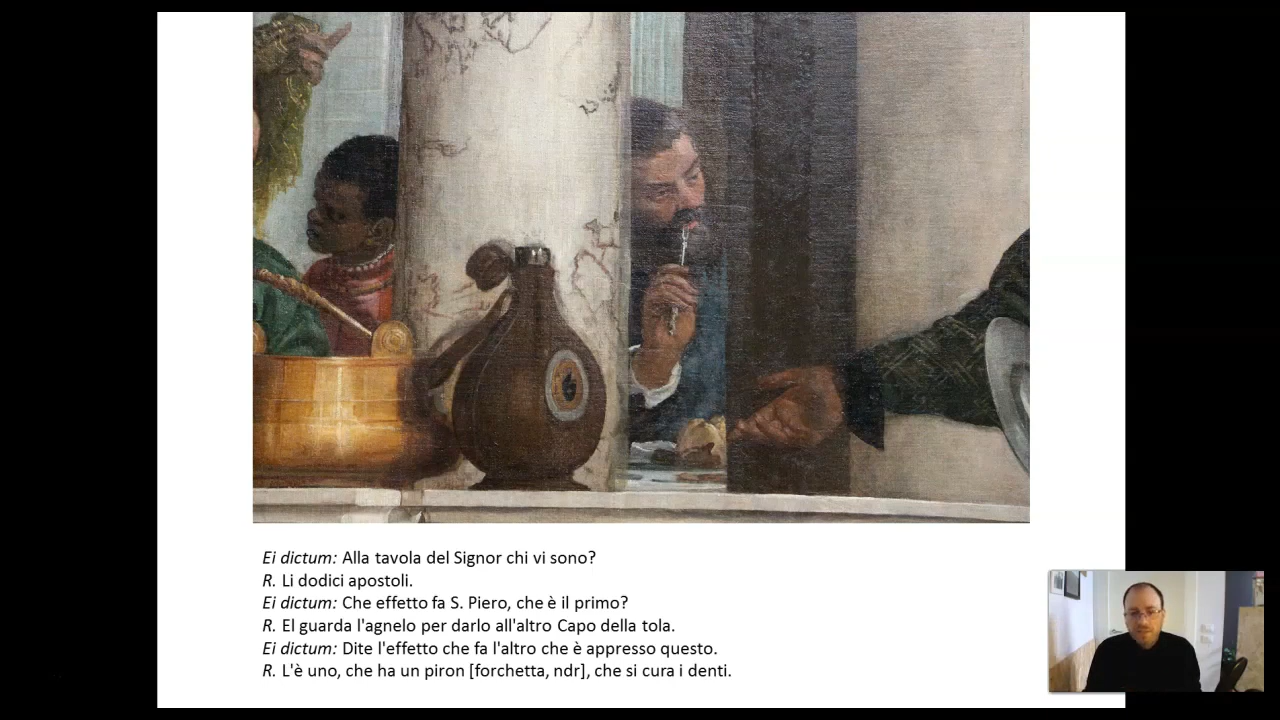 Ei dictum: Alla tavola del Signor chi vi sono?
R. Li dodici apostoli.
Ei dictum: Che effetto fa S. Piero, che è il primo?
R. El guarda l'agnelo per darlo all'altro Capo della tola.
Ei dictum: Dite l'effetto che fa l'altro che è appresso questo.
R. L'è uno, che ha un piron [forchetta, ndr], che si cura i denti.